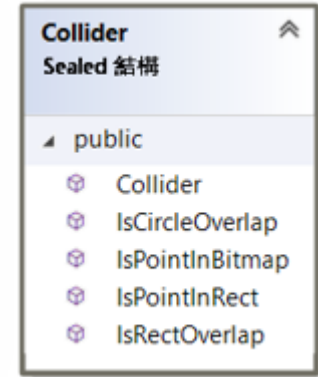 Collider
Sealed 結構
public
Collider
IsCircleOverlap
IsPointInBitmap
IsPointInRect
IsRectOverlap